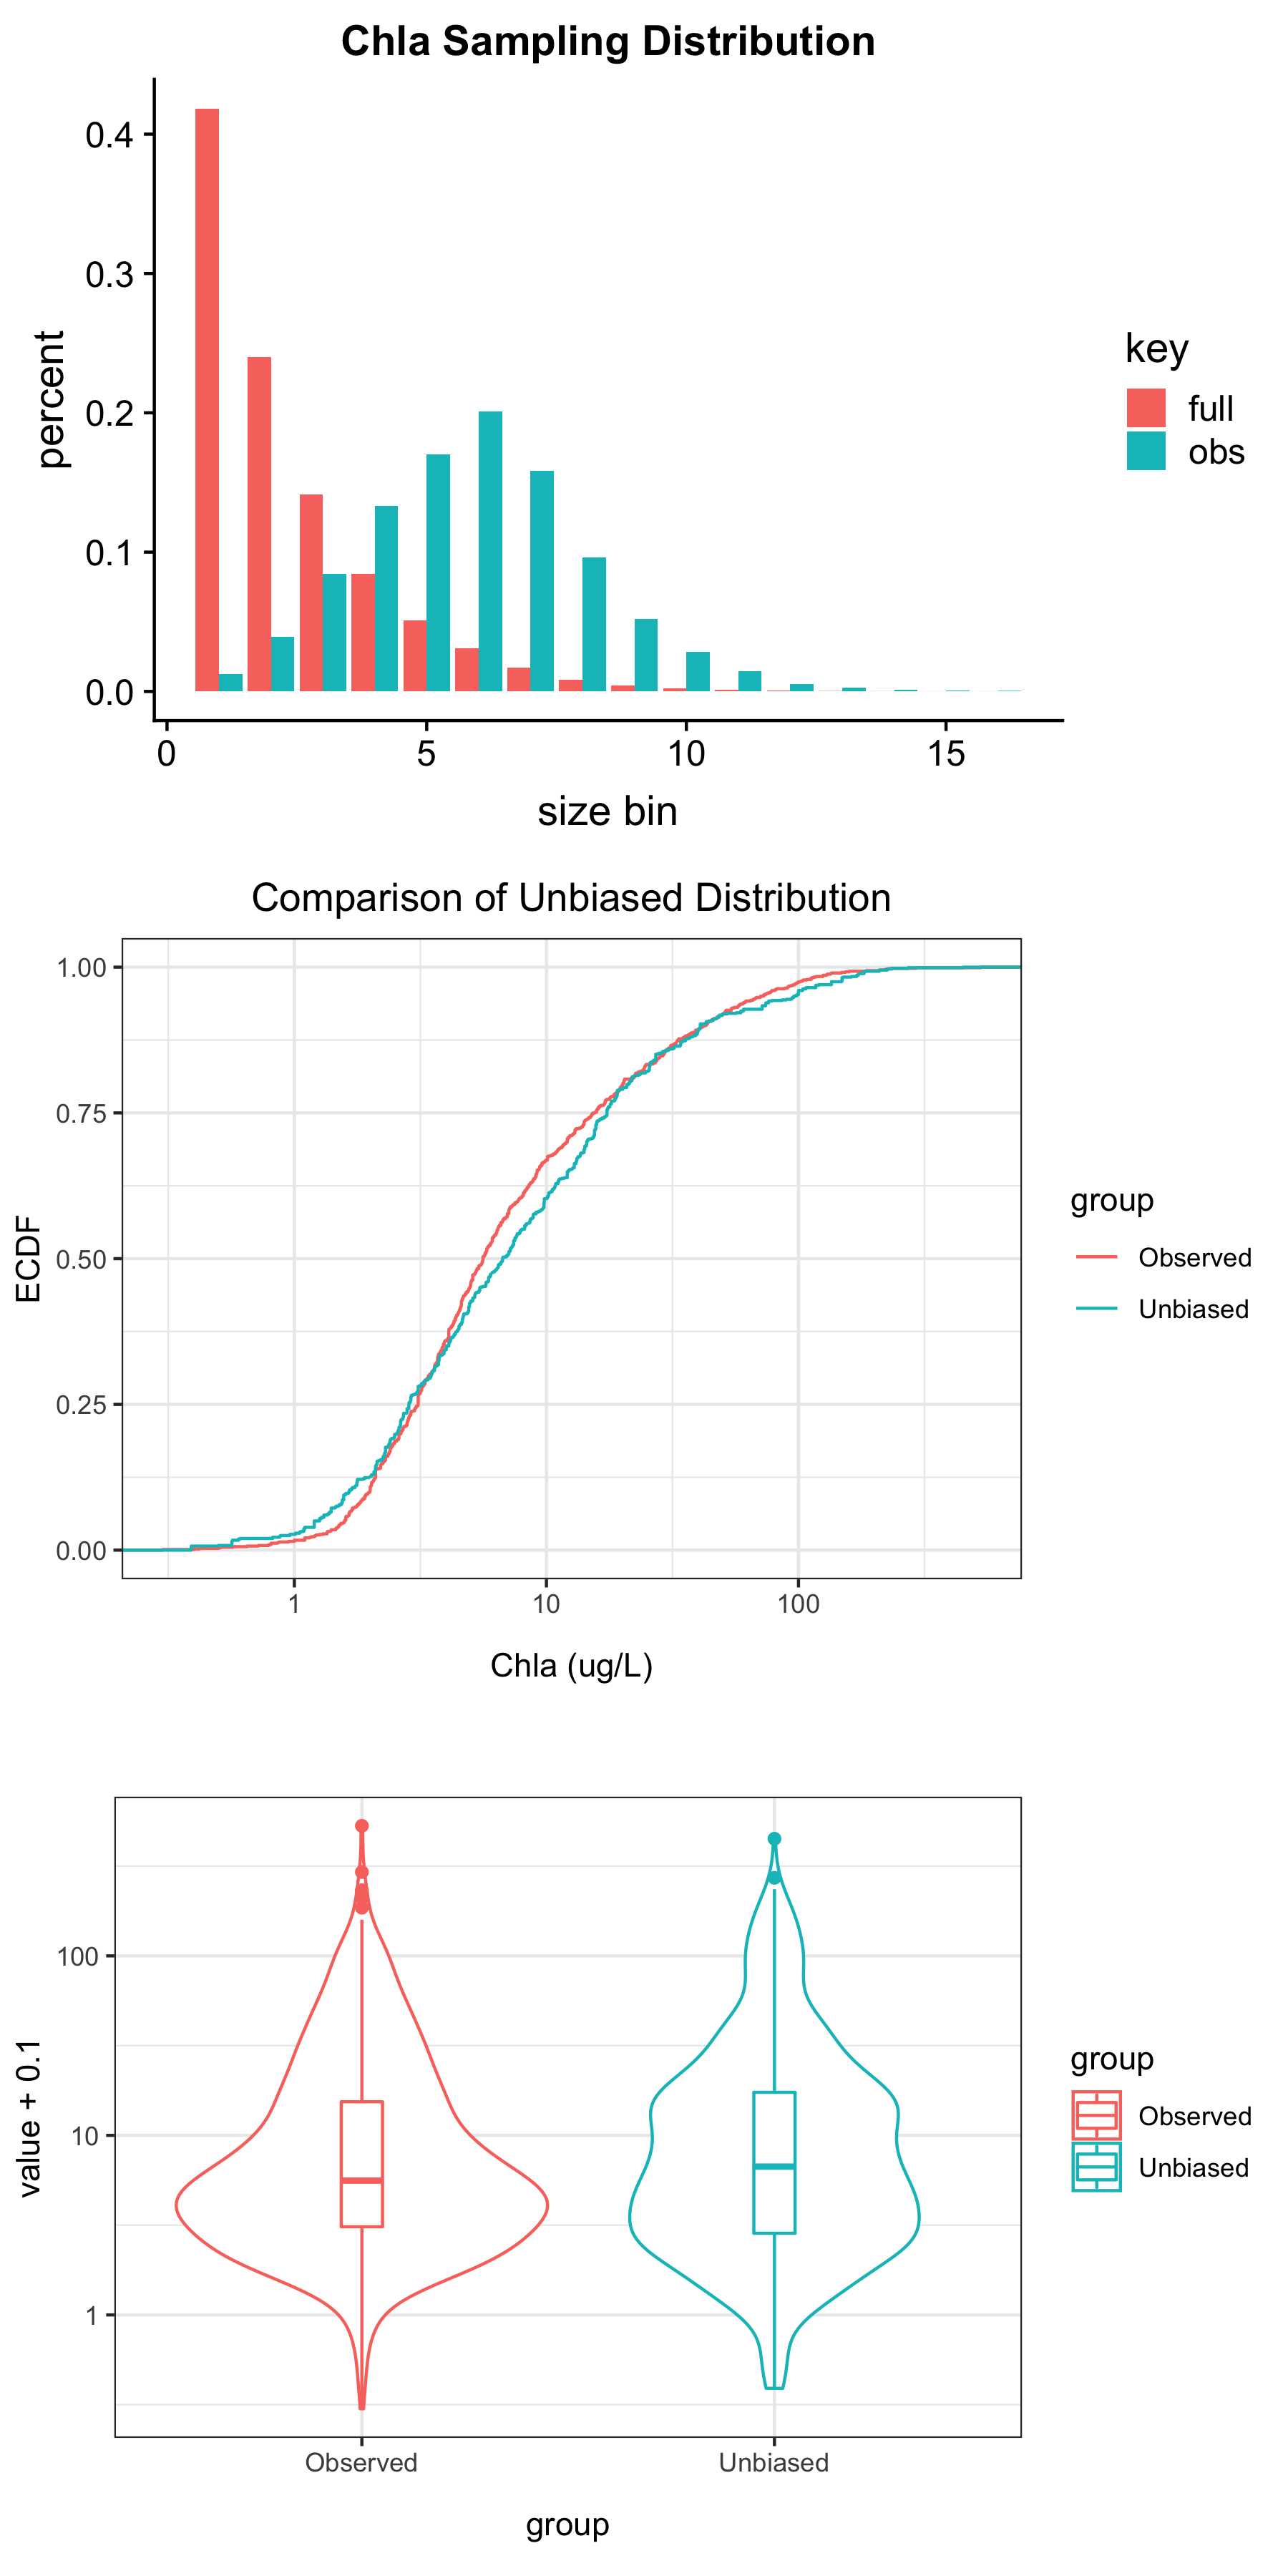 Chla Sampling Distribution
0.4
0.3
0.2
0.1
0.0
percent
0 5 10 15
size bin
key
full
obs
Comparison of Unbiased Distribution
1.00
0.75
0.50
0.25
0.00
ECDF
1 10 100
Chla (ug/L)
group
Observed
Unbiased
100
10
1
value + 0.1
Observed Unbiased
group
group
Observed
Unbiased